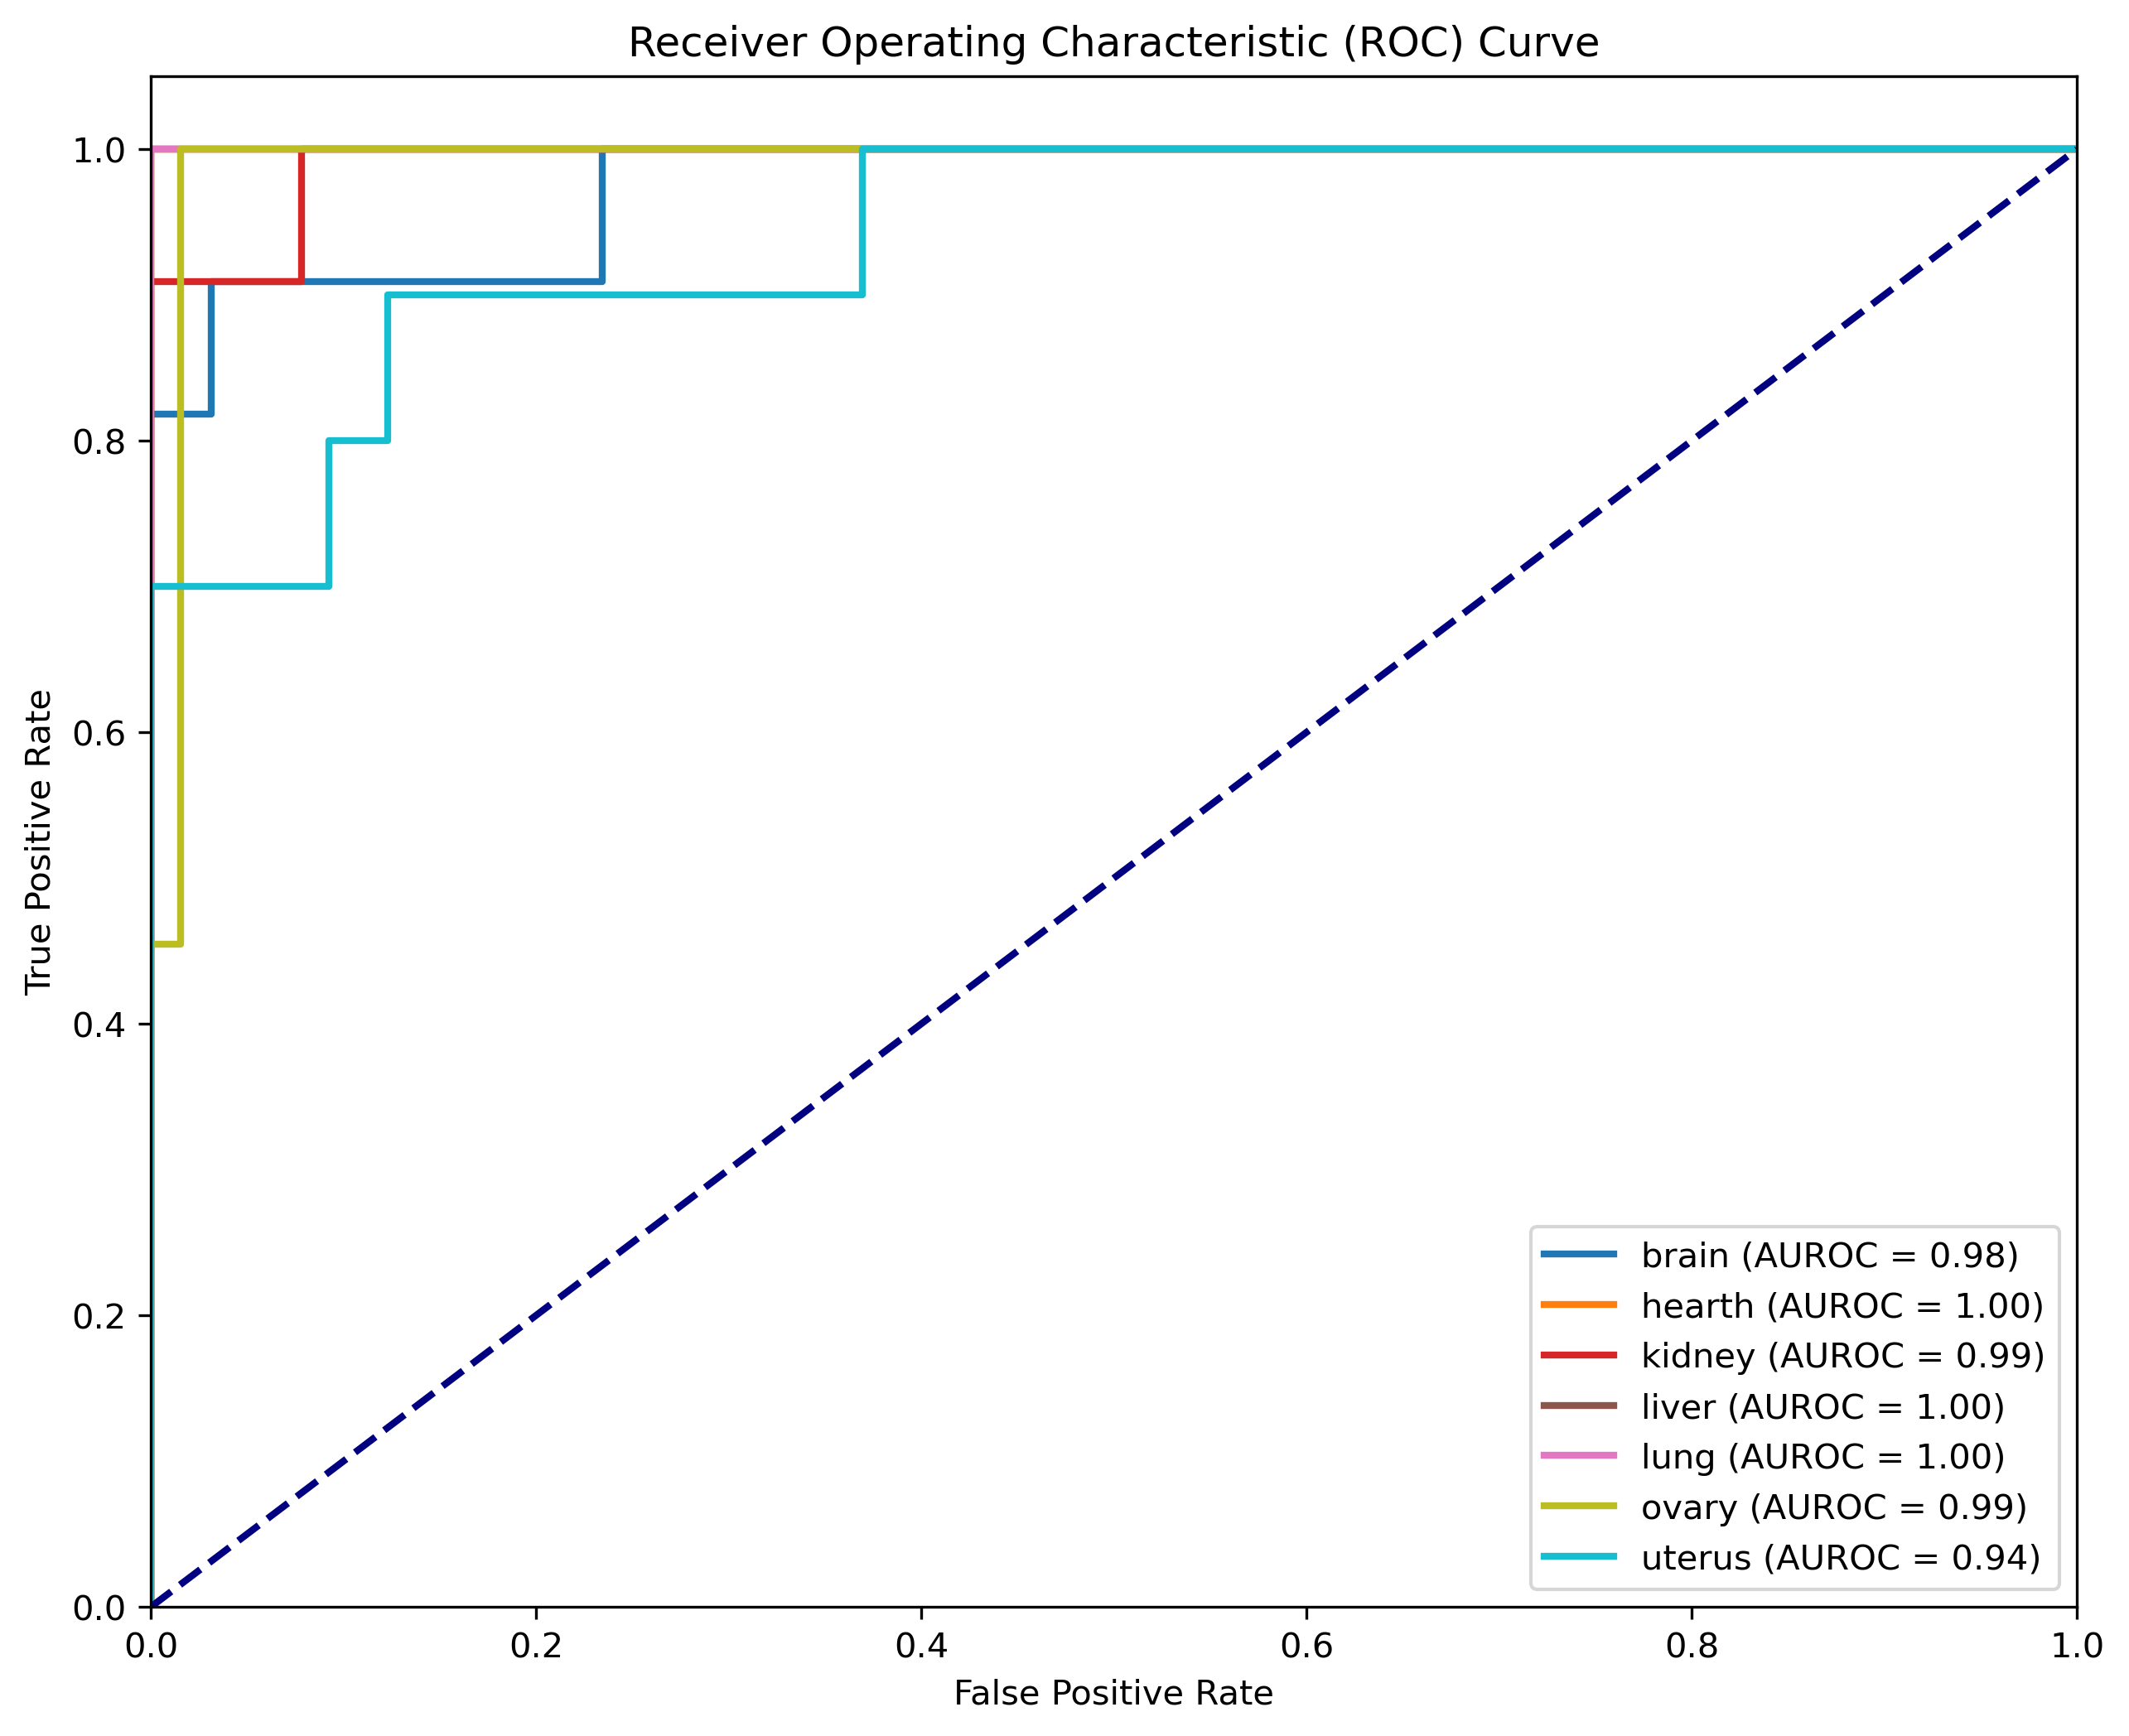 Receiver Operating Characteristic (ROC) Curve
True Positive Rate
1.0
0.8
0.6
0.4
0.2
0.0
0.0 0.2 0.4 0.6 0.8 1.0
False Positive Rate
brain (AUROC = 0.98)
hearth (AUROC = 1.00)
kidney (AUROC = 0.99)
liver (AUROC = 1.00)
lung (AUROC = 1.00)
ovary (AUROC = 0.99)
uterus (AUROC = 0.94)